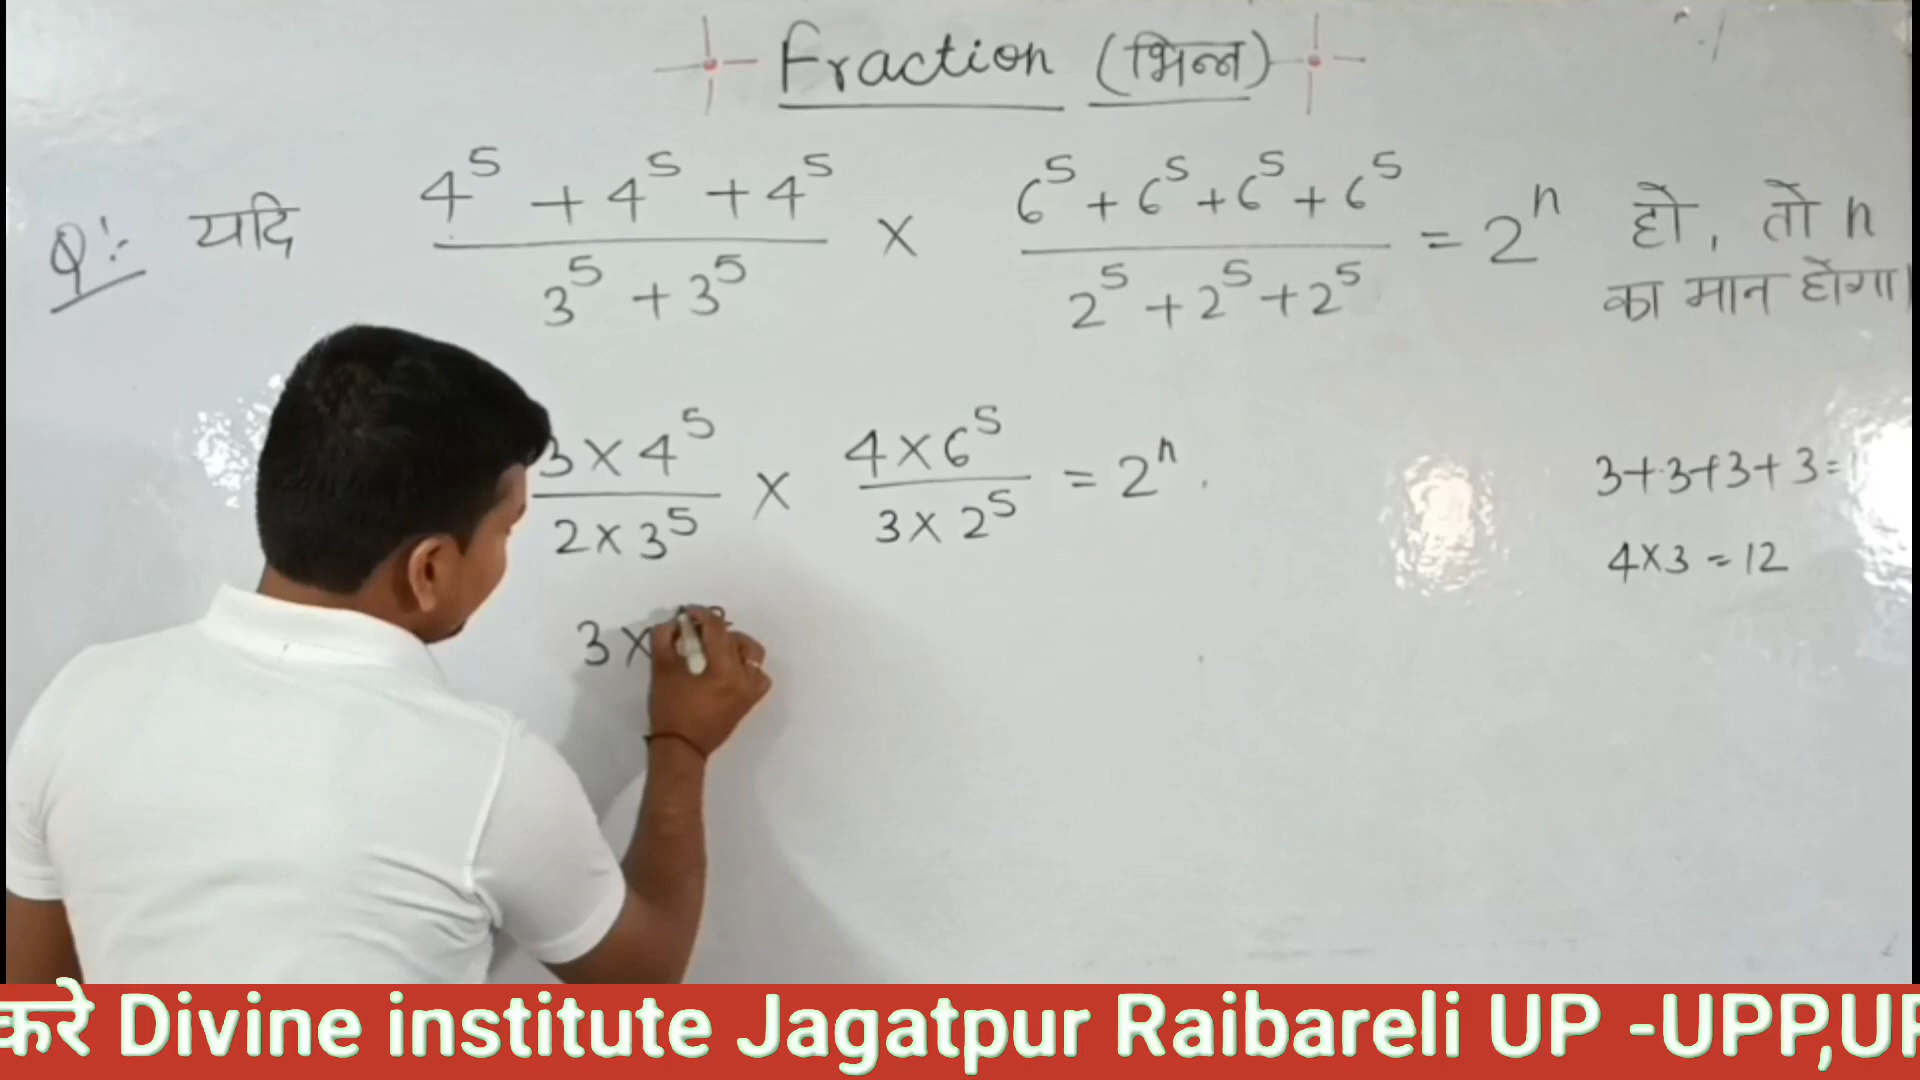 Fraction (भिन्न)
Q:- यदि 4^5 + 4^5 + 4^5 / 3^5 + 3^5 × 6^5 + 6^5 + 6^5 + 6^5 / 2^5 + 2^5 + 2^5 = 2^n हो, तो n
का मान होगा।
3 × 4^5 / 2 × 3^5 × 4 × 6^5 / 3 × 2^5 = 2^n .
3+3+3+3=
4×3 = 12
3 ×
करे Divine institute Jagatpur Raibareli UP -UPP,UP